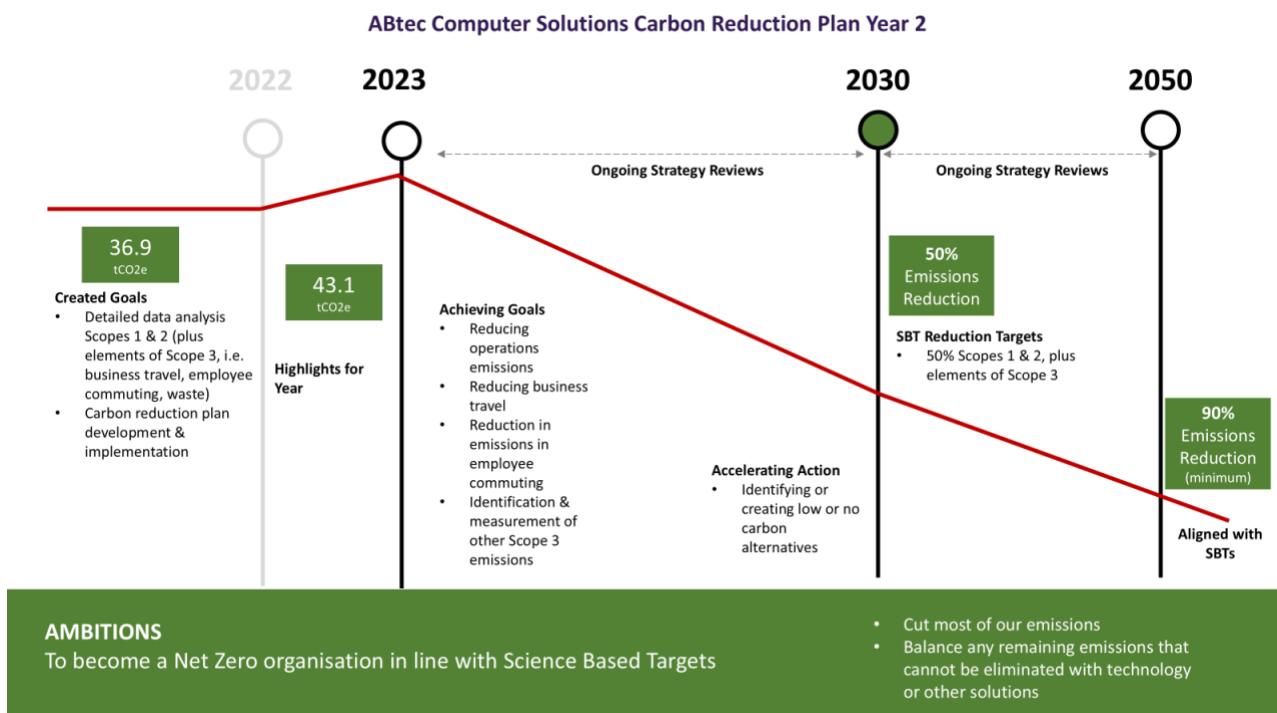 ABtec Computer Solutions Carbon Reduction Plan Year 2
2022
2023
2030
2050
Ongoing Strategy Reviews
Ongoing Strategy Reviews
36.9
tCO2e
Created Goals
• Detailed data analysis
Scopes 1 & 2 (plus
elements of Scope 3, i.e.
business travel, employee
commuting, waste)
• Carbon reduction plan
development &
implementation
43.1
tCO2e
Highlights for
Year
Achieving Goals
• Reducing
operations
emissions
• Reducing business
travel
• Reduction in
emissions in
employee
commuting
• Identification &
measurement of
other Scope 3
emissions
Accelerating Action
• Identifying or
creating low or no
carbon
alternatives
50%
Emissions
Reduction
SBT Reduction Targets
• 50% Scopes 1 & 2, plus
elements of Scope 3
90%
Emissions
Reduction
(minimum)
Aligned with
SBTs
AMBITIONS
To become a Net Zero organisation in line with Science Based Targets
• Cut most of our emissions
• Balance any remaining emissions that
cannot be eliminated with technology
or other solutions